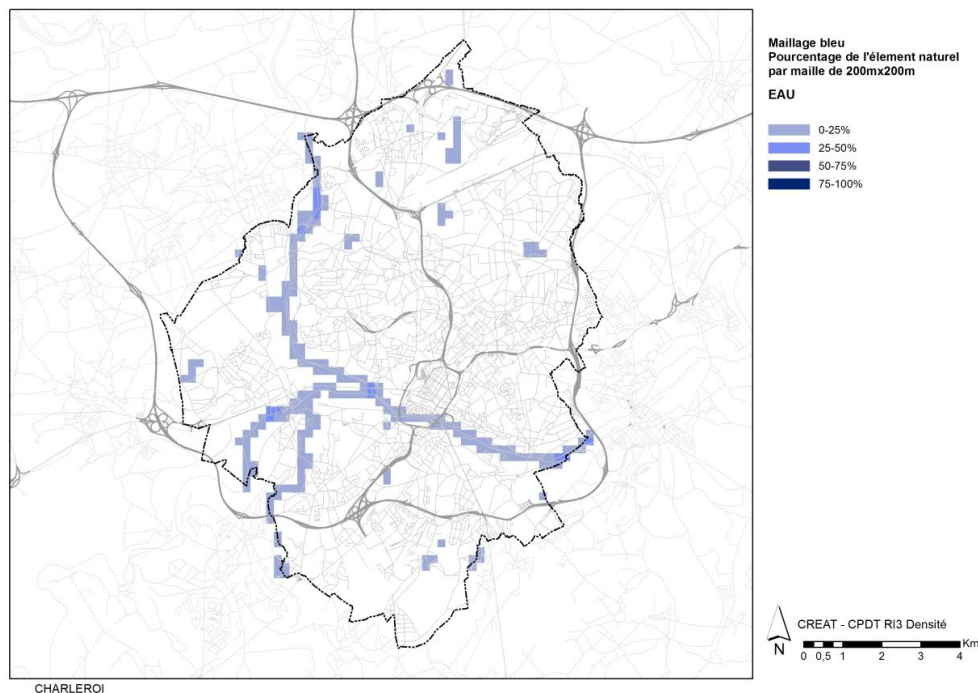 Maillage bleu
Pourcentage de l'élement naturel
par maille de 200mx200m
EAU
0-25%
25-50%
50-75%
75-100%
N
CREAT - CPDT RI3 Densité
0 0,5 1 2 3 4 Km
CHARLEROI